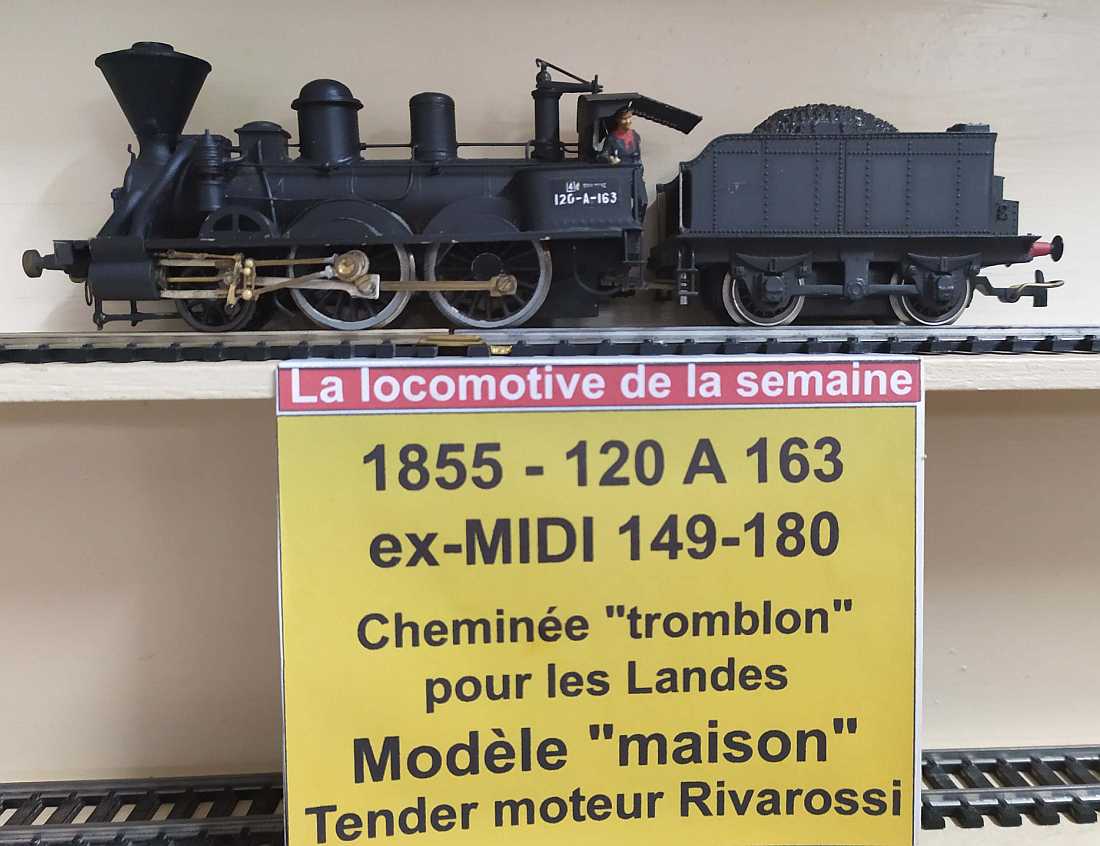 120-A-163
La locomotive de la semaine
1855 - 120 A 163
ex-MIDI 149-180
Cheminée "tromblon"
pour les Landes
Modèle "maison"
Tender moteur Rivarossi